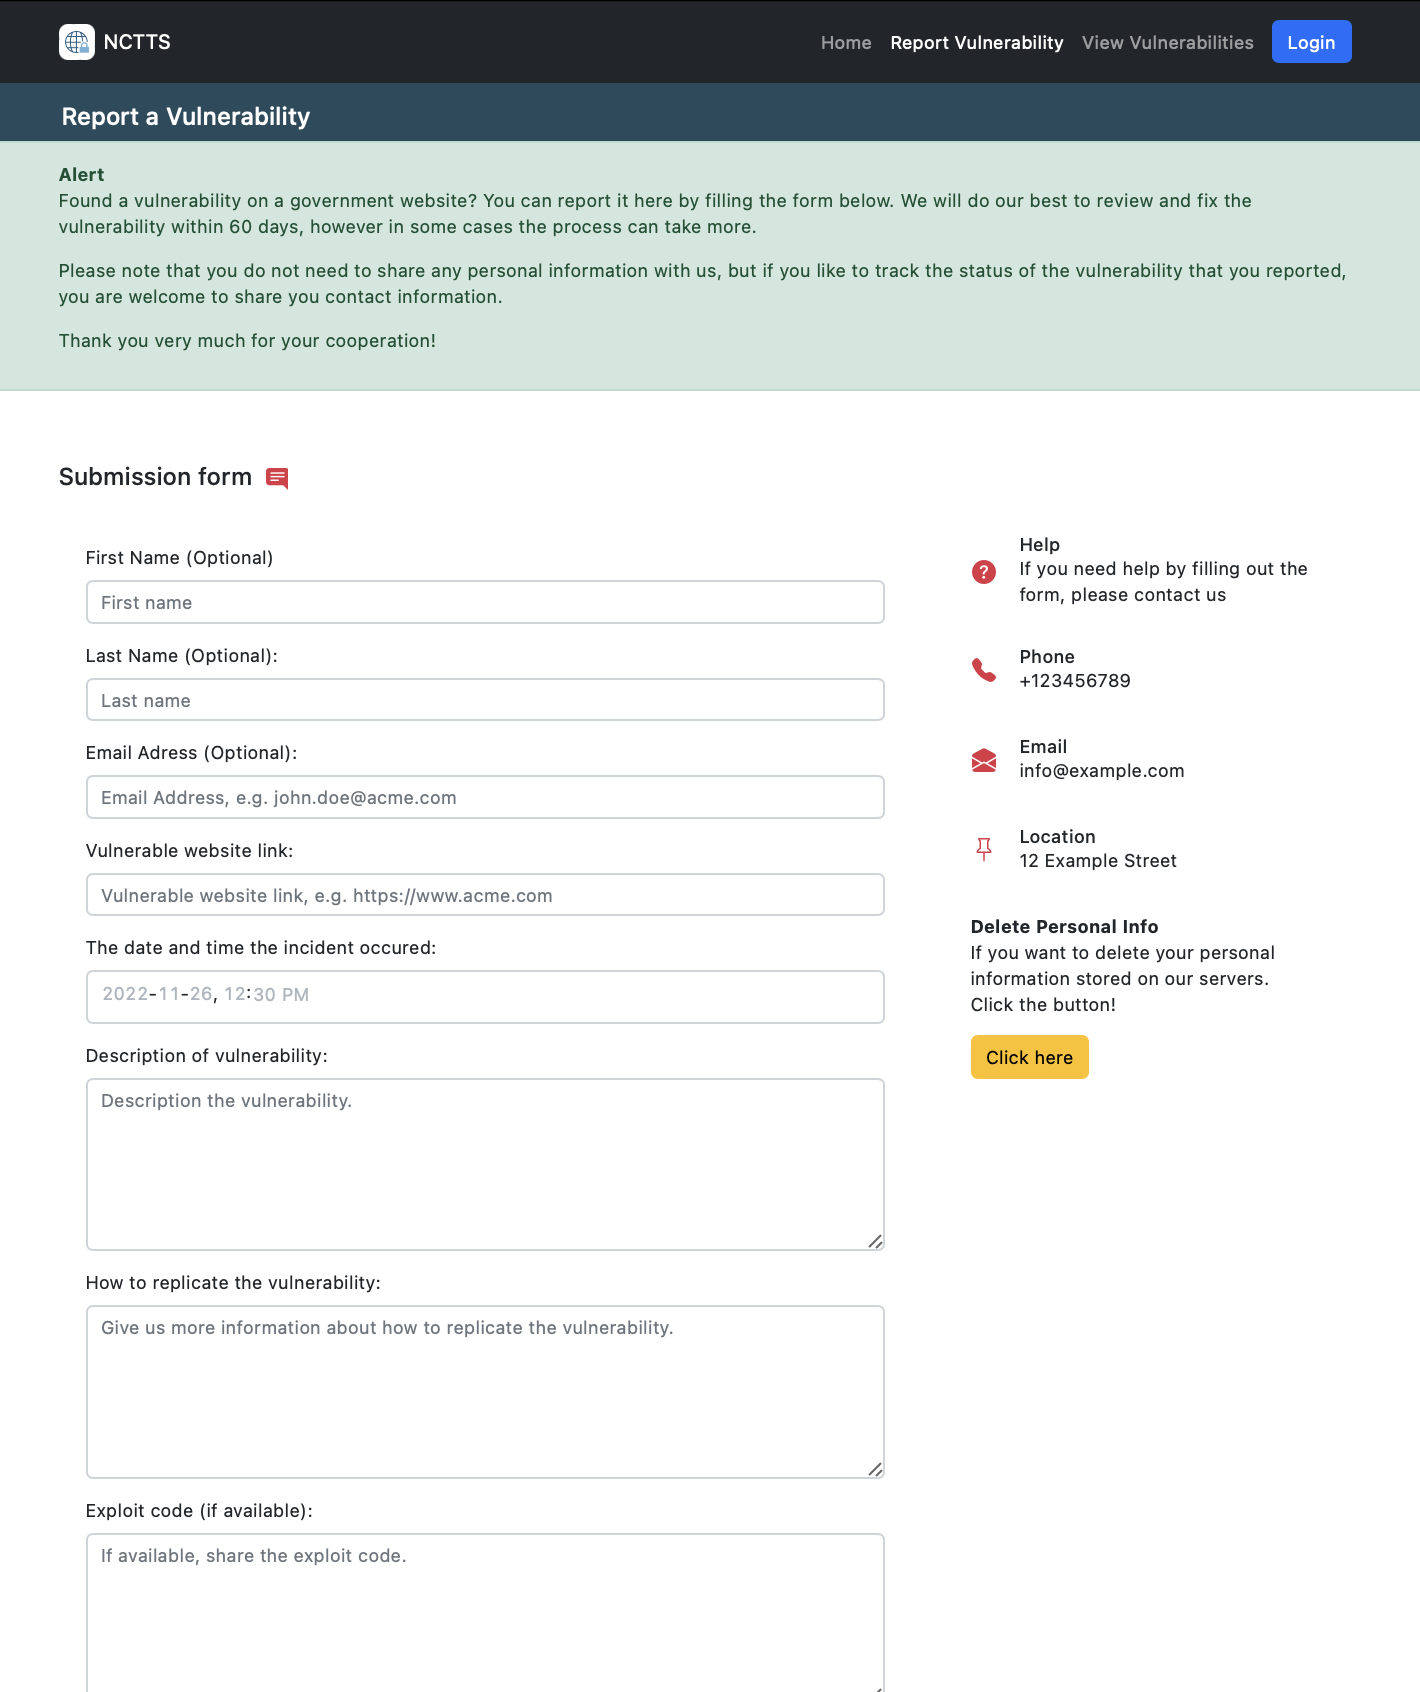 NCTTS
Home Report Vulnerability View Vulnerabilities Login
Report a Vulnerability
Alert
Found a vulnerability on a government website? You can report it here by filling the form below. We will do our best to review and fix the
vulnerability within 60 days, however in some cases the process can take more.
Please note that you do not need to share any personal information with us, but if you like to track the status of the vulnerability that you reported,
you are welcome to share you contact information.
Thank you very much for your cooperation!
Submission form
First Name (Optional)
First name
Last Name (Optional):
Last name
Email Adress (Optional):
Email Address, e.g. john.doe@acme.com
Vulnerable website link:
Vulnerable website link, e.g. https://www.acme.com
The date and time the incident occured:
2022-11-26, 12:30 PM
Description of vulnerability:
Description the vulnerability.
How to replicate the vulnerability:
Give us more information about how to replicate the vulnerability.
Exploit code (if available):
If available, share the exploit code.
Help
If you need help by filling out the
form, please contact us
Phone
+123456789
Email
info@example.com
Location
12 Example Street
Delete Personal Info
If you want to delete your personal
information stored on our servers.
Click the button!
Click here